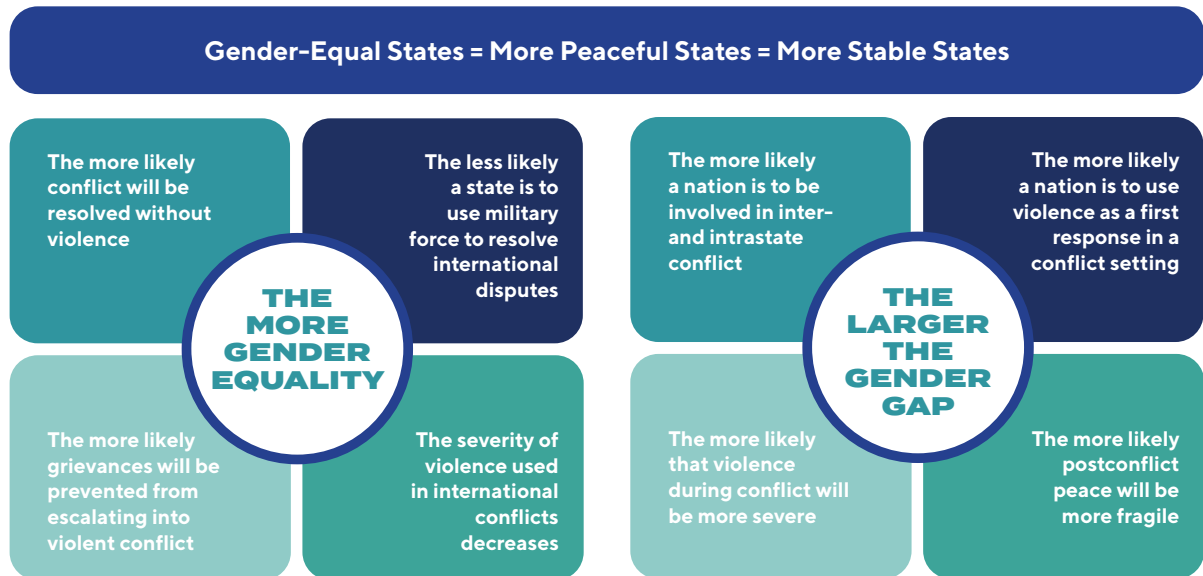 Gender-Equal States = More Peaceful States = More Stable States
The more likely
conflict will be
resolved without
violence
The less likely
a state is to
use military
force to resolve
international
disputes
THE
MORE
GENDER
EQUALITY
The more likely
grievances will be
prevented from
escalating into
violent conflict
The severity of
violence used
in international
conflicts
decreases
The more likely
a nation is to be
involved in inter-
and intrastate
conflict
The more likely
a nation is to use
violence as a first
response in a
conflict setting
THE
LARGER
THE
GENDER
GAP
The more likely
that violence
during conflict will
be more severe
The more likely
postconflict
peace will be
more fragile